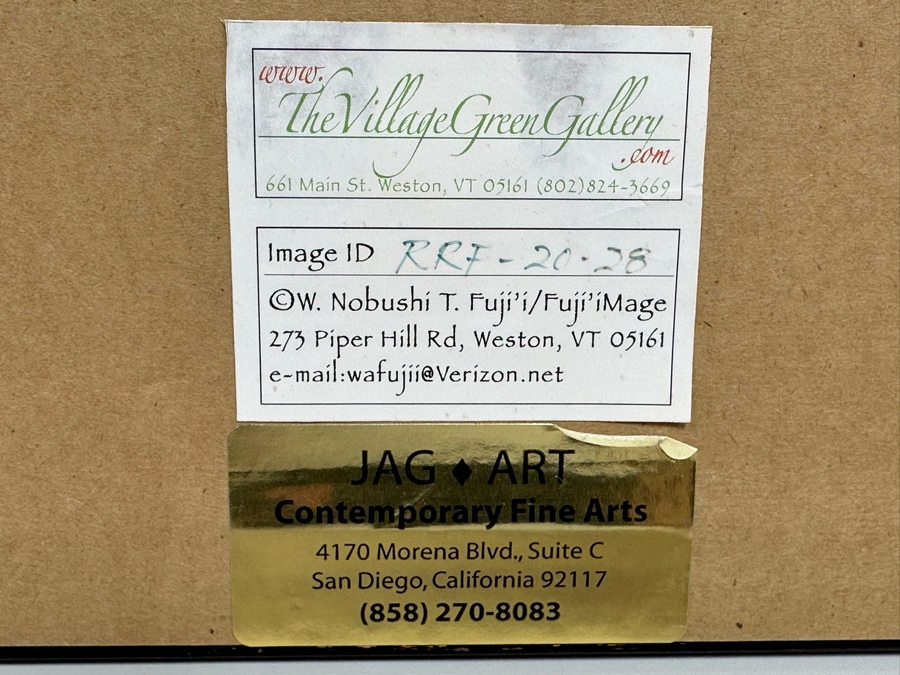 www.
TheVillageGreenGallery
.com
661 Main St. Weston, VT 05161 (802)824-3669
Image ID RRF-20-28
©W. Nobushi T. Fuji'i/Fuji'iMage
273 Piper Hill Rd, Weston, VT 05161
e-mail:wafujii@Verizon.net
JAG ♦ ART
Contemporary Fine Arts
4170 Morena Blvd., Suite C
San Diego, California 92117
(858) 270-8083